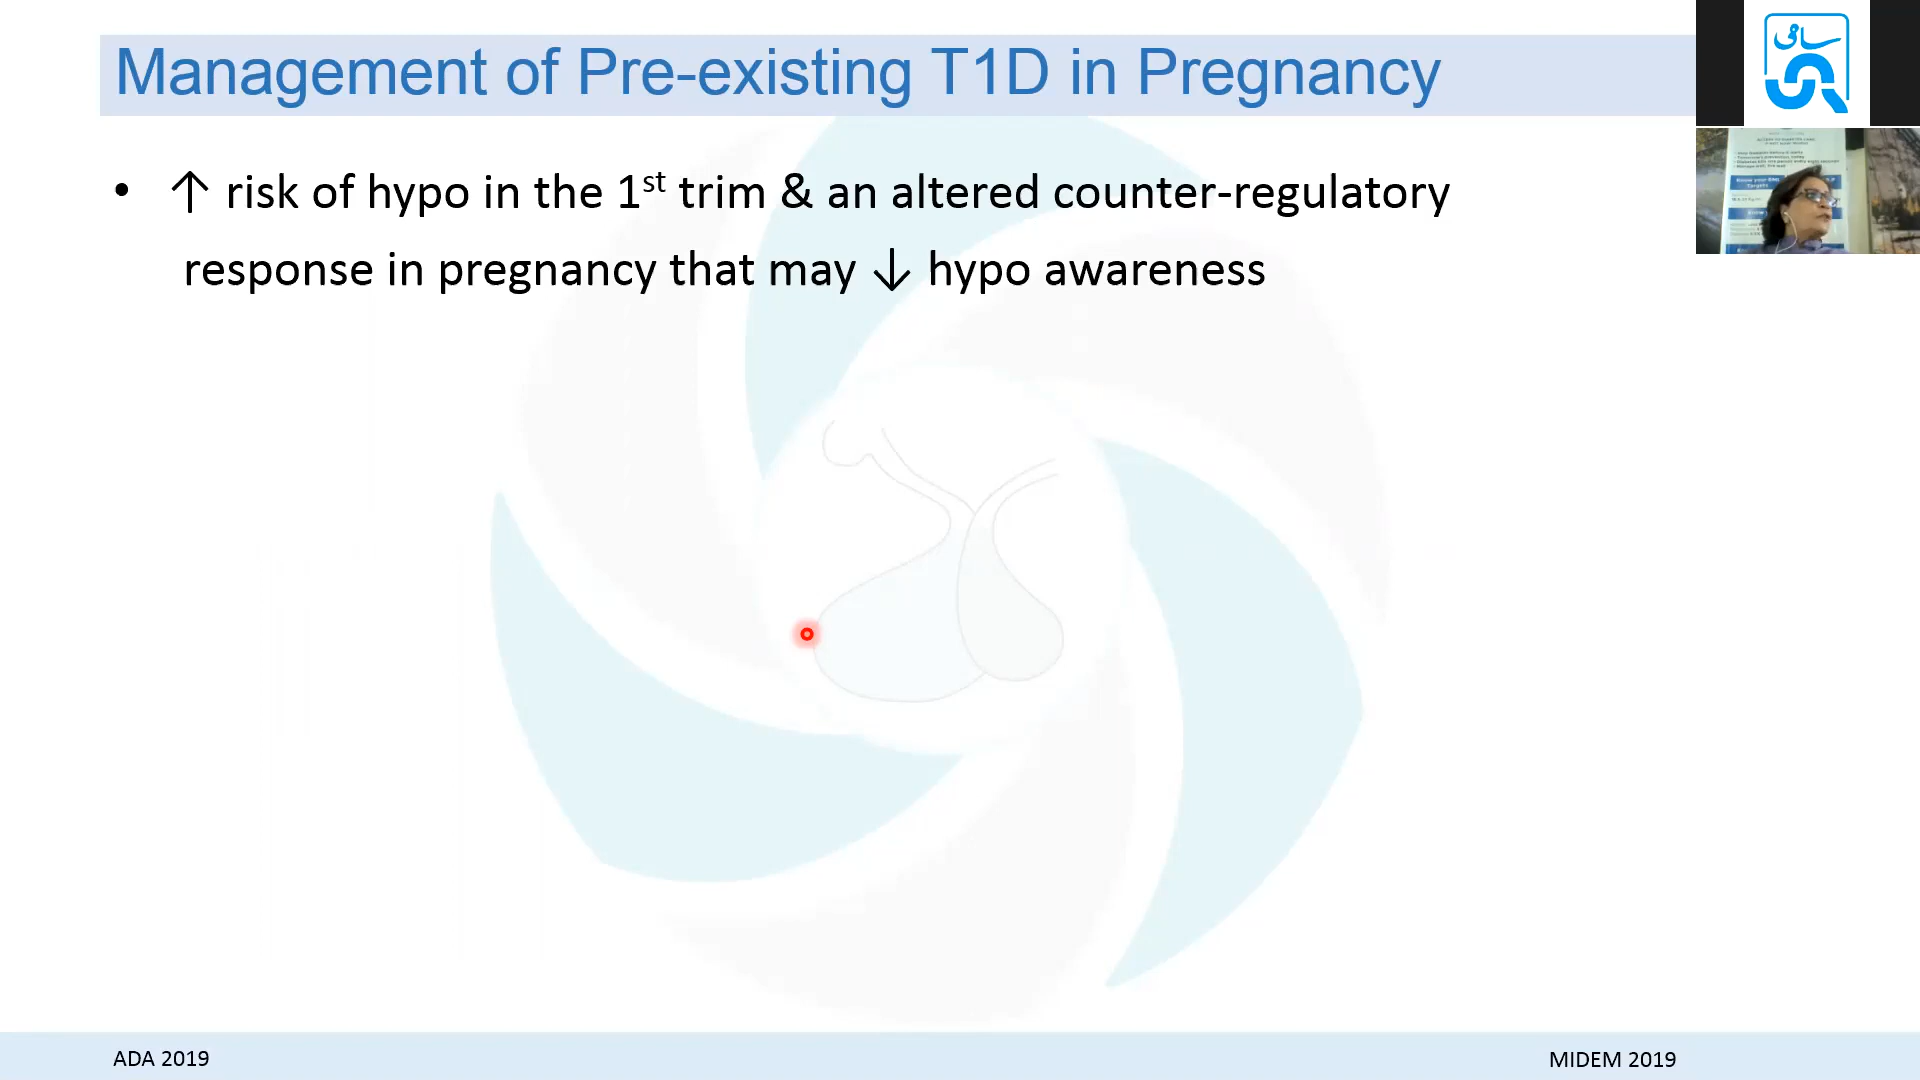 Management of Pre-existing T1D in Pregnancy
• ↑ risk of hypo in the 1st trim & an altered counter-regulatory
response in pregnancy that may ↓ hypo awareness
ADA 2019
MIDEM 2019